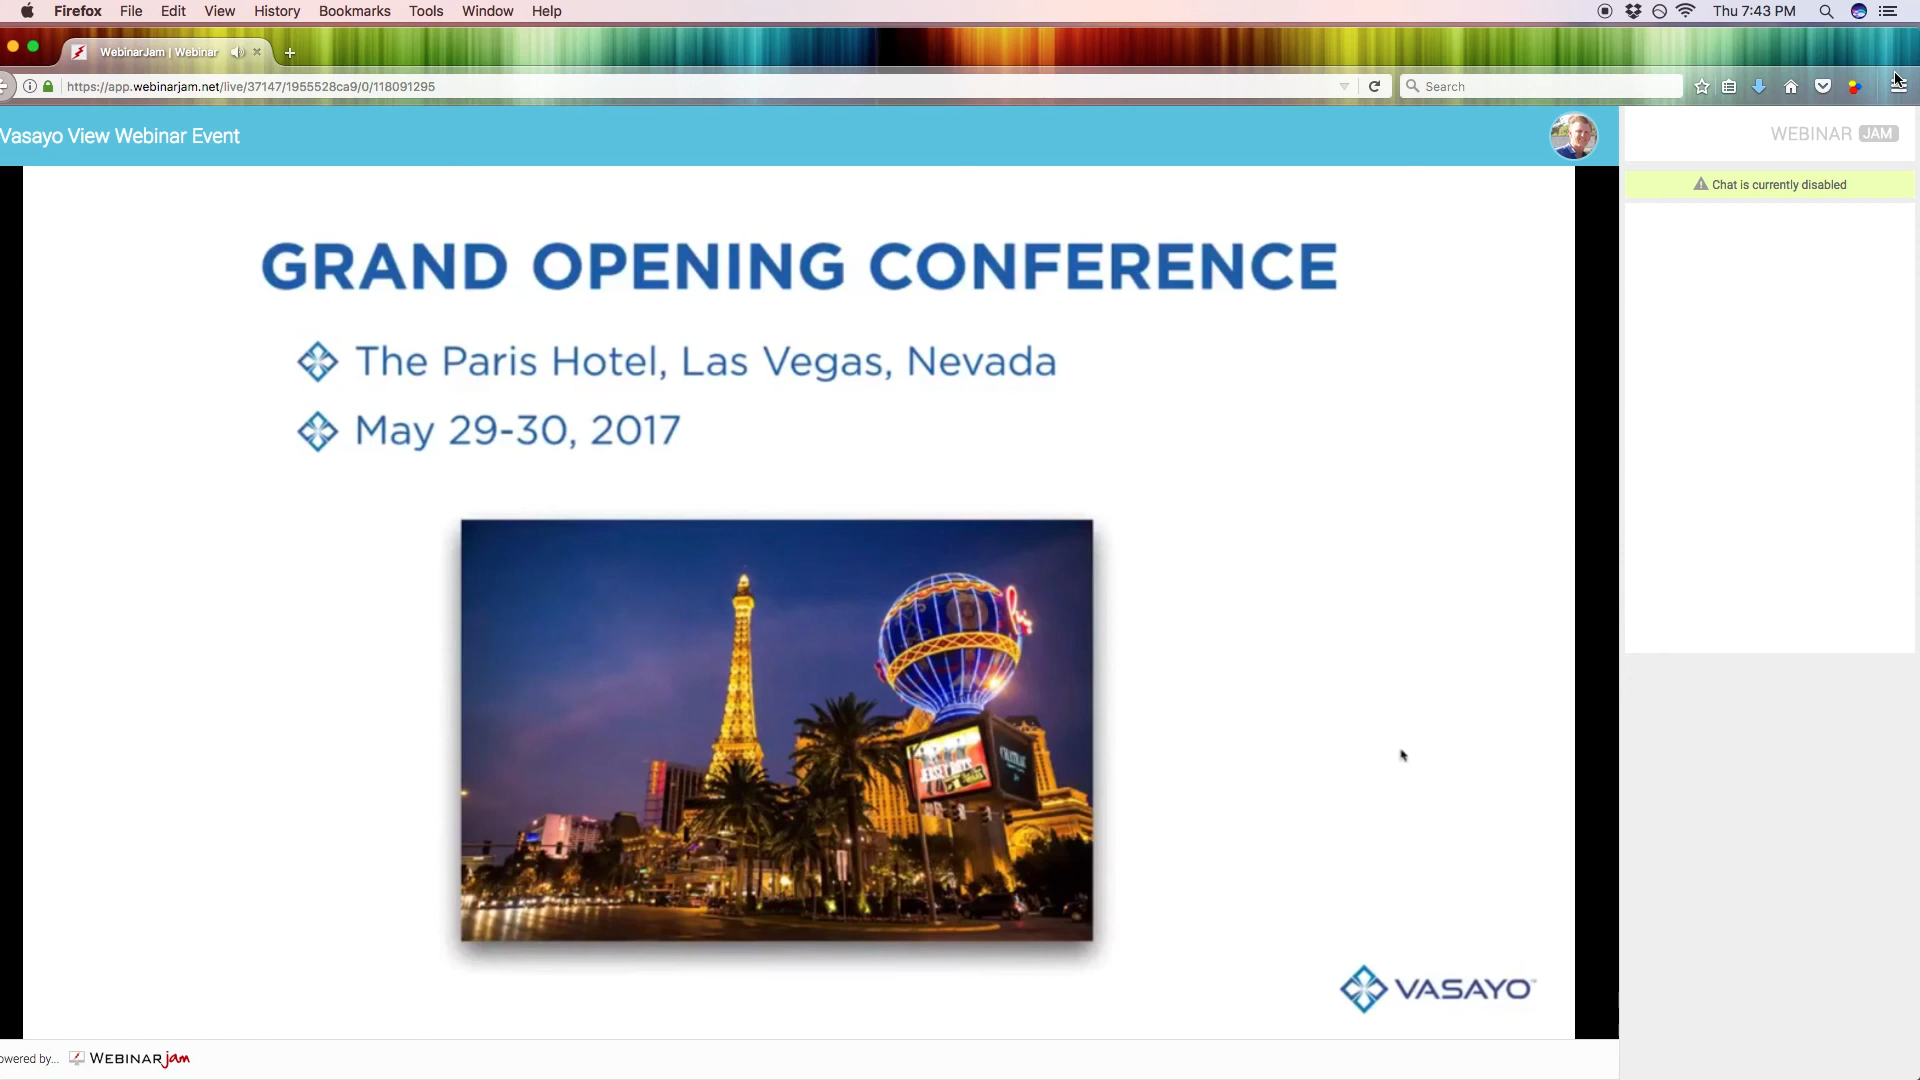 Firefox File Edit View History Bookmarks Tools Window Help
Thu 7:43 PM
WebinarJam | Webinar
https://app.webinarjam.net/live/37147/1955528ca9/0/118091295
Search
Vasayo View Webinar Event
WEBINAR JAM
Chat is currently disabled
GRAND OPENING CONFERENCE
The Paris Hotel, Las Vegas, Nevada
May 29-30, 2017
JERSEY BOYS
VASAYO
owered by... WEBINARjam